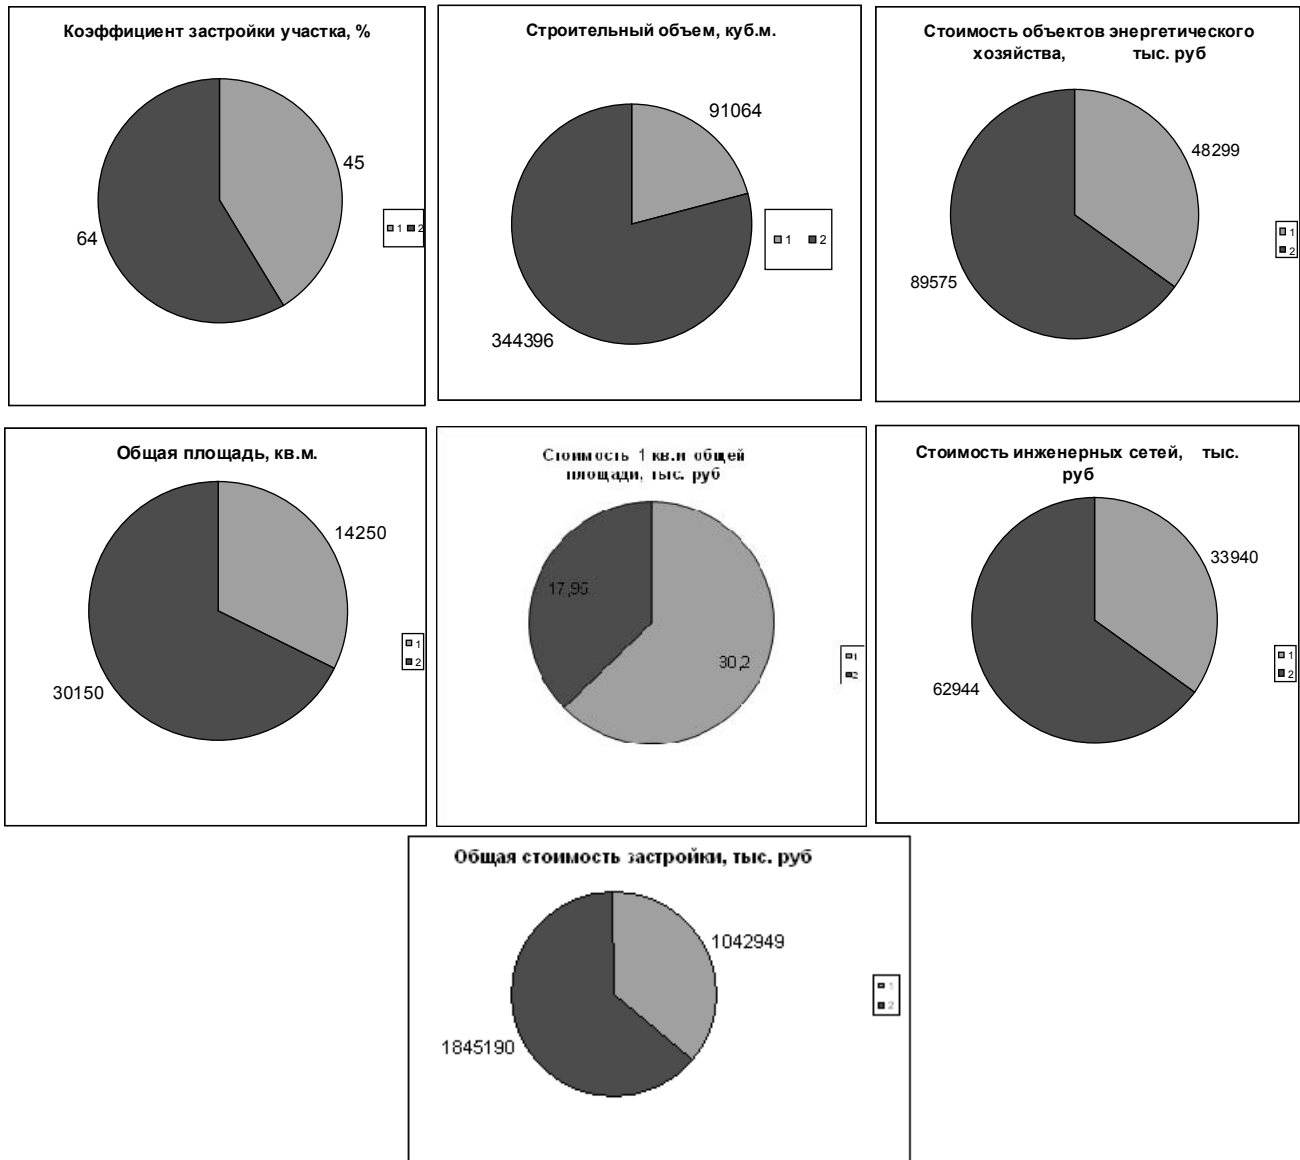 Коэффициент застройки участка, %
45
64
1 2
Строительный объем, куб.м.
91064
344396
1 2
Стоимость объектов энергетического
хозяйства, тыс. руб
48299
89575
1
2
Общая площадь, кв.м.
14250
30150
1
2
Стоимость 1 кв.м общей
площади, тыс. руб
17,95
30,2
1
2
Стоимость инженерных сетей, тыс.
руб
33940
62944
1
2
Общая стоимость застройки, тыс. руб
1042949
1845190
1
2